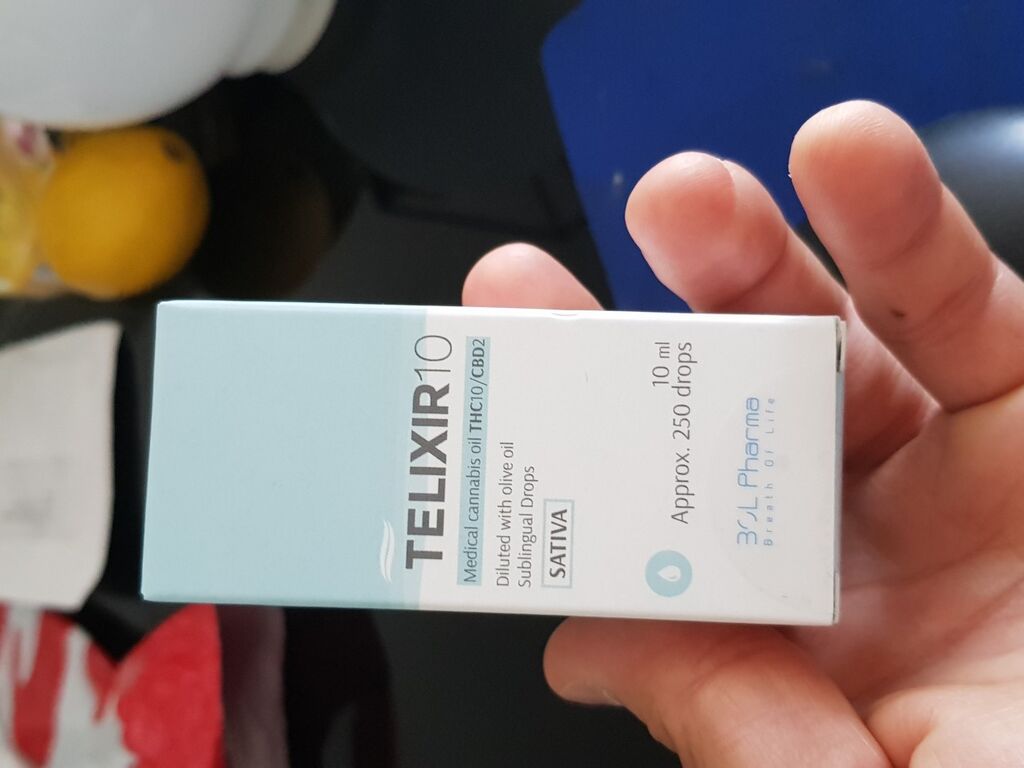 TELIXIR10
Medical cannabis oil THC10/CBD2
Diluted with olive oil
Sublingual Drops
SATIVA
10 ml
Approx. 250 drops
BOL Pharma
Breath Of Life